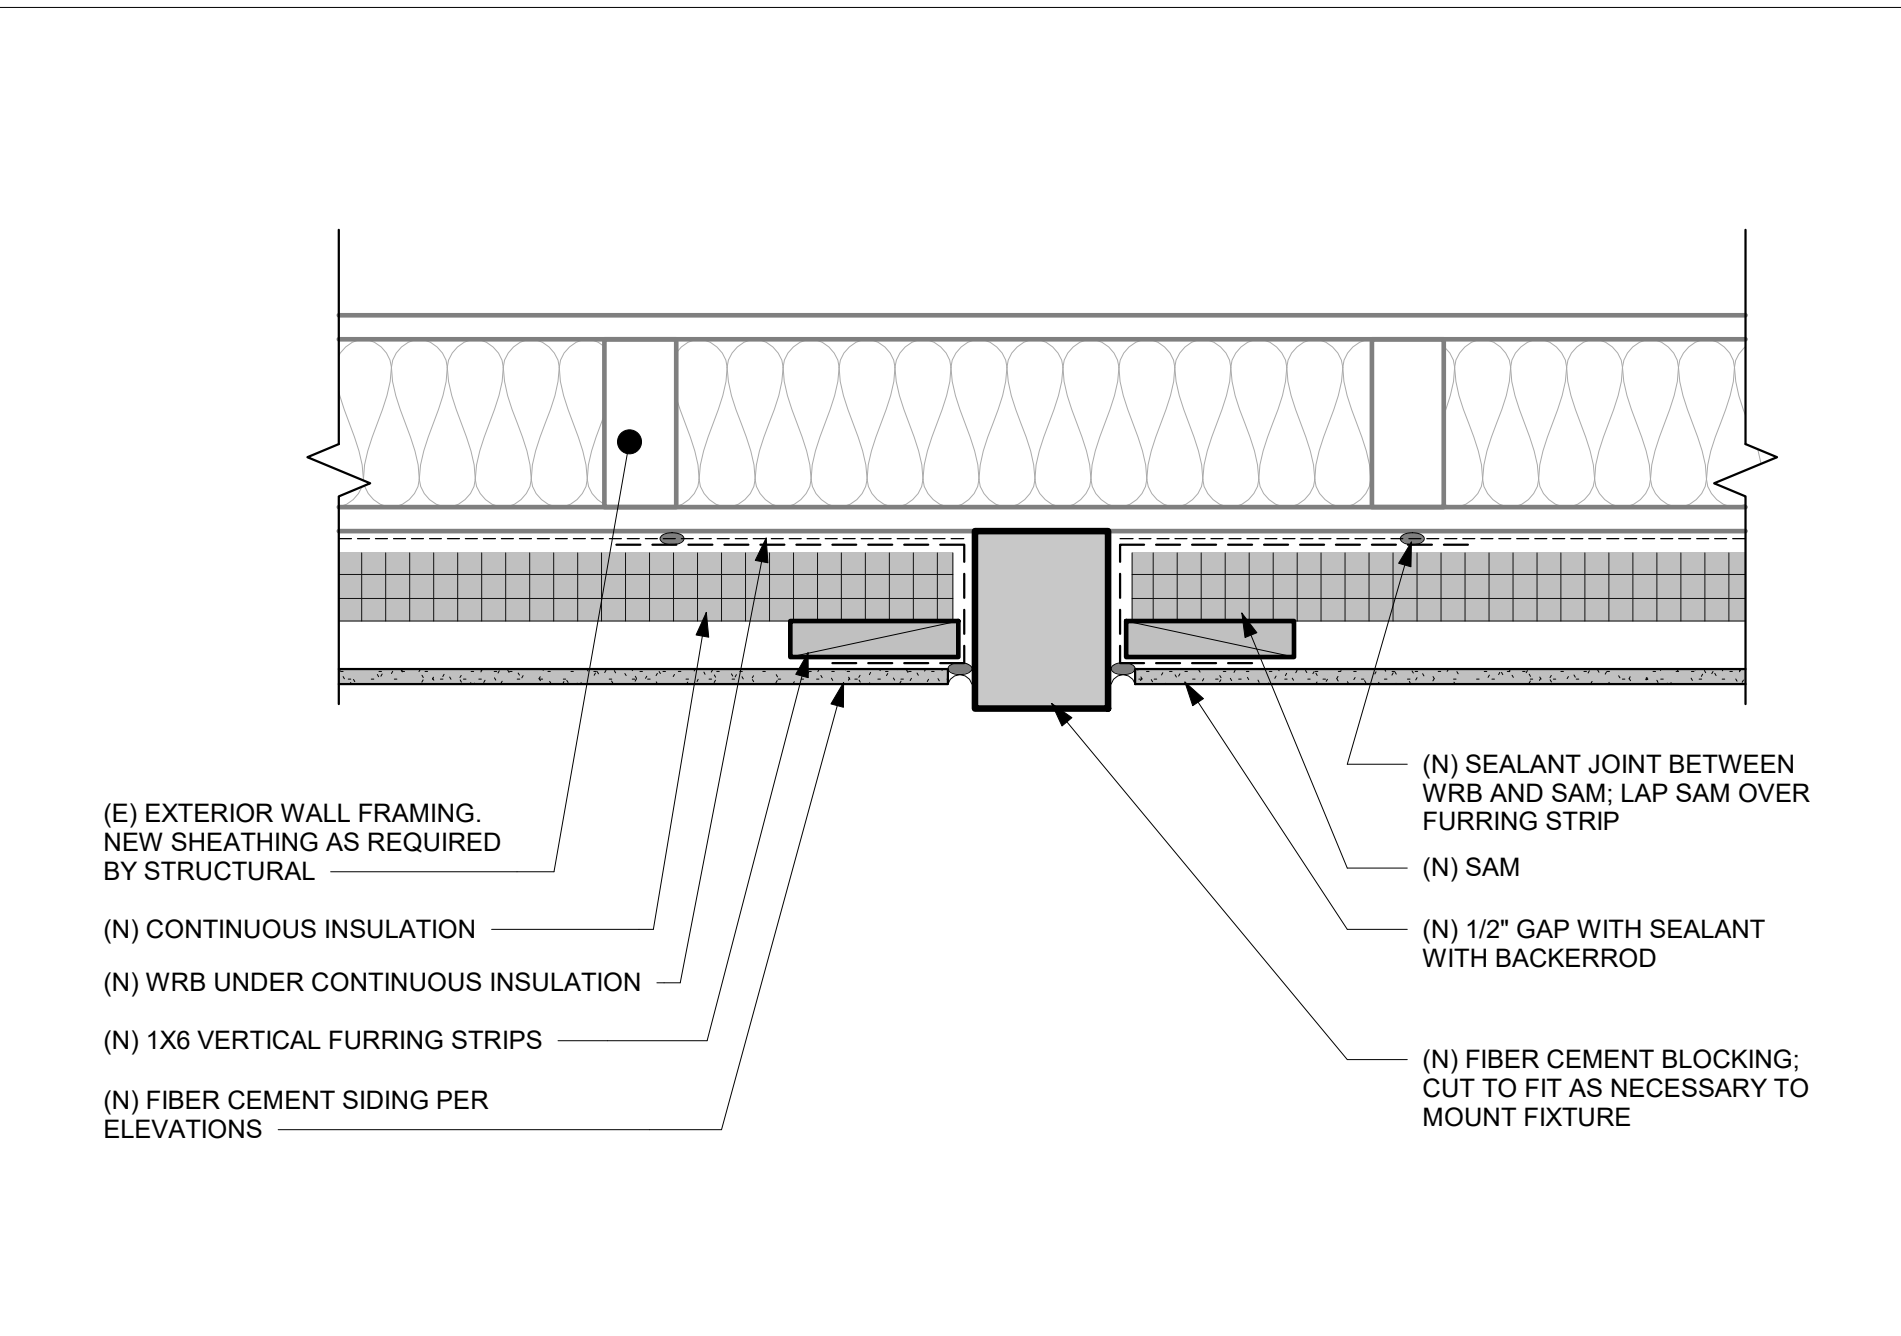 (E) EXTERIOR WALL FRAMING.
NEW SHEATHING AS REQUIRED
BY STRUCTURAL
(N) CONTINUOUS INSULATION
(N) WRB UNDER CONTINUOUS INSULATION
(N) 1X6 VERTICAL FURRING STRIPS
(N) FIBER CEMENT SIDING PER
ELEVATIONS
(N) SEALANT JOINT BETWEEN
WRB AND SAM; LAP SAM OVER
FURRING STRIP
(N) SAM
(N) 1/2" GAP WITH SEALANT
WITH BACKERROD
(N) FIBER CEMENT BLOCKING;
CUT TO FIT AS NECESSARY TO
MOUNT FIXTURE